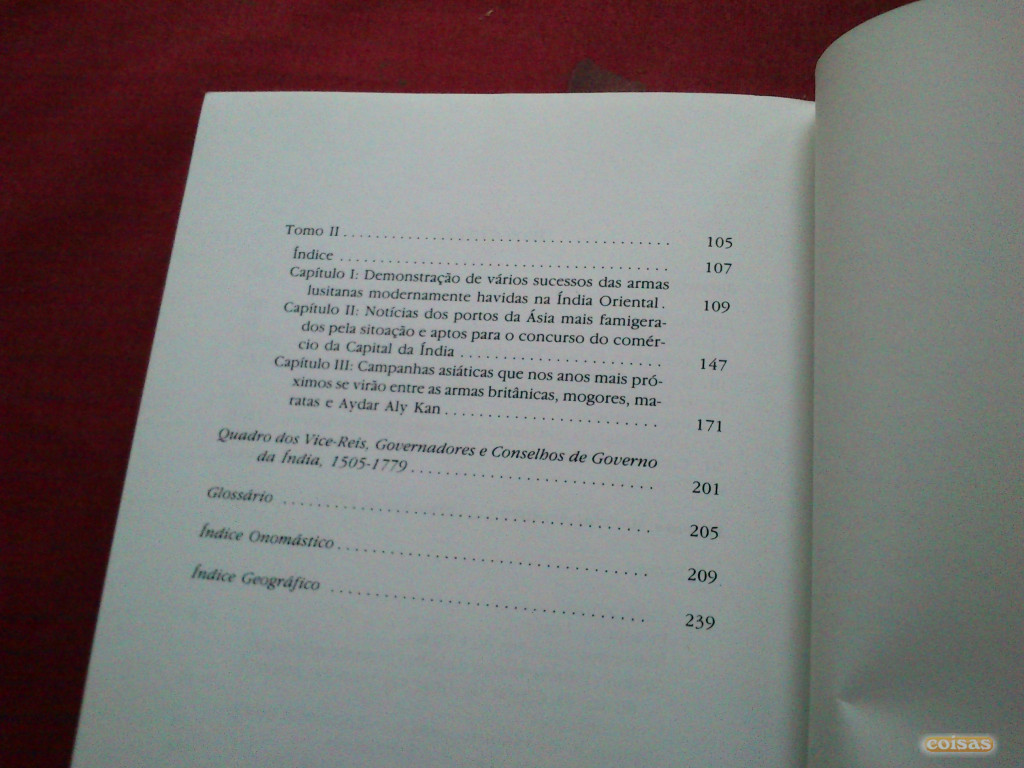 Tomo II ........................................ 105
Índice ........................................ 107
Capítulo I: Demonstração de vários sucessos das armas
lusitanas modernamente havidas na Índia Oriental . 109
Capítulo II: Notícias dos portos da Ásia mais famigera-
dos pela sitoação e aptos para o concurso do comér-
cio da Capital da Índia ........................ 147
Capítulo III: Campanhas asiáticas que nos anos mais pró-
ximos se virão entre as armas britânicas, mogores, ma-
ratas e Aydar Aly Kan .......................... 171
Quadro dos Vice-Reis, Governadores e Conselhos de Governo
da Índia, 1505-1779 ............................ 201
Glossário ........................................ 205
Índice Onomástico ................................ 209
Índice Geográfico ................................ 239
coisas